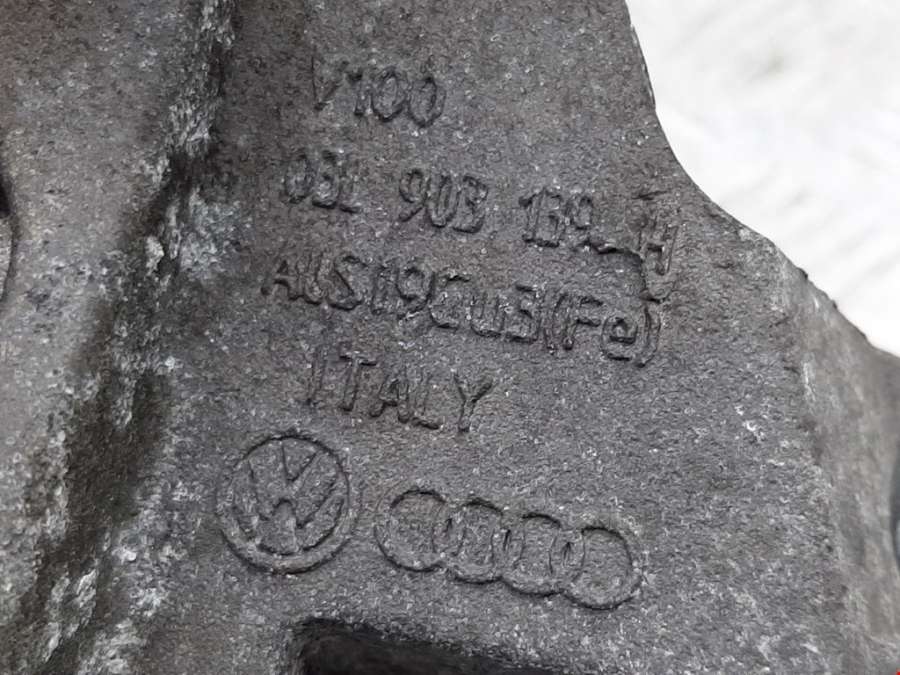 V100
03L 903 139 H
AlSi9Cu3(Fe)
ITALY